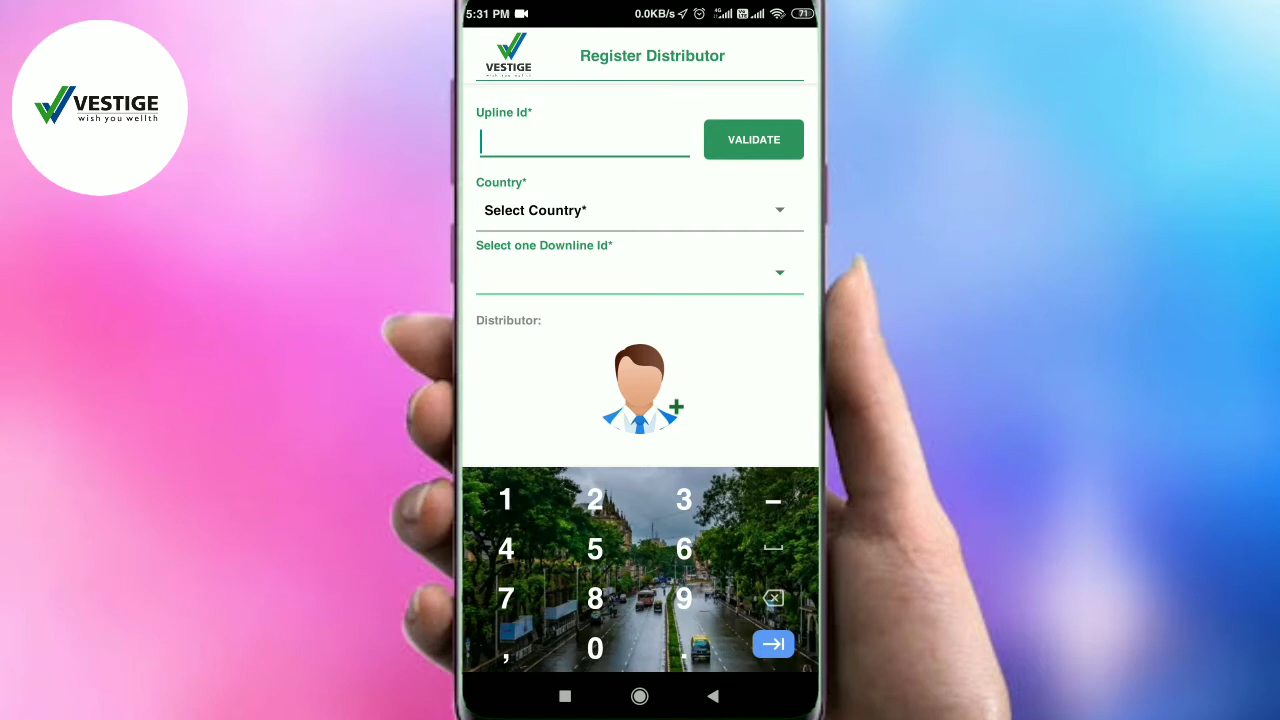 5:31 PM
0.0KB/s
4G
71
VESTIGE
wish you wellth
VESTIGE
Register Distributor
Upline Id*
VALIDATE
Country*
Select Country*
Select one Downline Id*
Distributor:
1 2 3 –
4 5 6
7 8 9
, 0 .